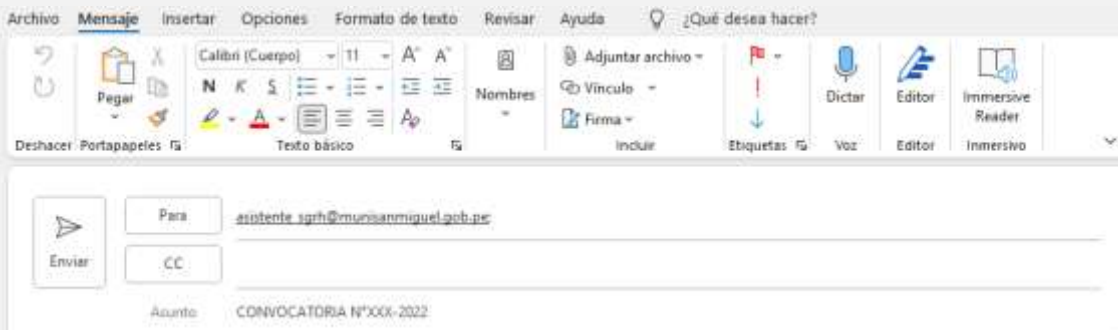 Archivo Mensaje Insertar Opciones Formato de texto Revisar Ayuda ¿Qué desea hacer?
Calibri (Cuerpo) 11 A^ Aˇ Adjuntar archivo
Pegar N K S Nombres Vínculo Dictar Editor Immersive Reader
A Firma
Deshacer Portapapeles Texto básico Incluir Etiquetas Voz Editor Inmersivo
Para asistente_sgrh@munisanmiguel.gob.pe;
Enviar CC
Asunto CONVOCATORIA N°XXX-2022